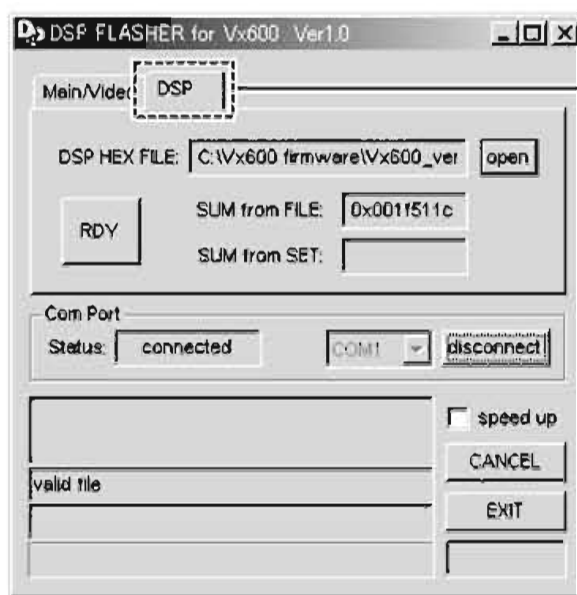 DSP FLASHER for Vx600 Ver1.0
Main/Video DSP
DSP HEX FILE: C:\Vx600 firmware\Vx600_ver open
RDY
SUM from FILE: 0x001f511c
SUM from SET:
Com Port
Status: connected COM1 disconnect
speed up
CANCEL
valid file
EXIT